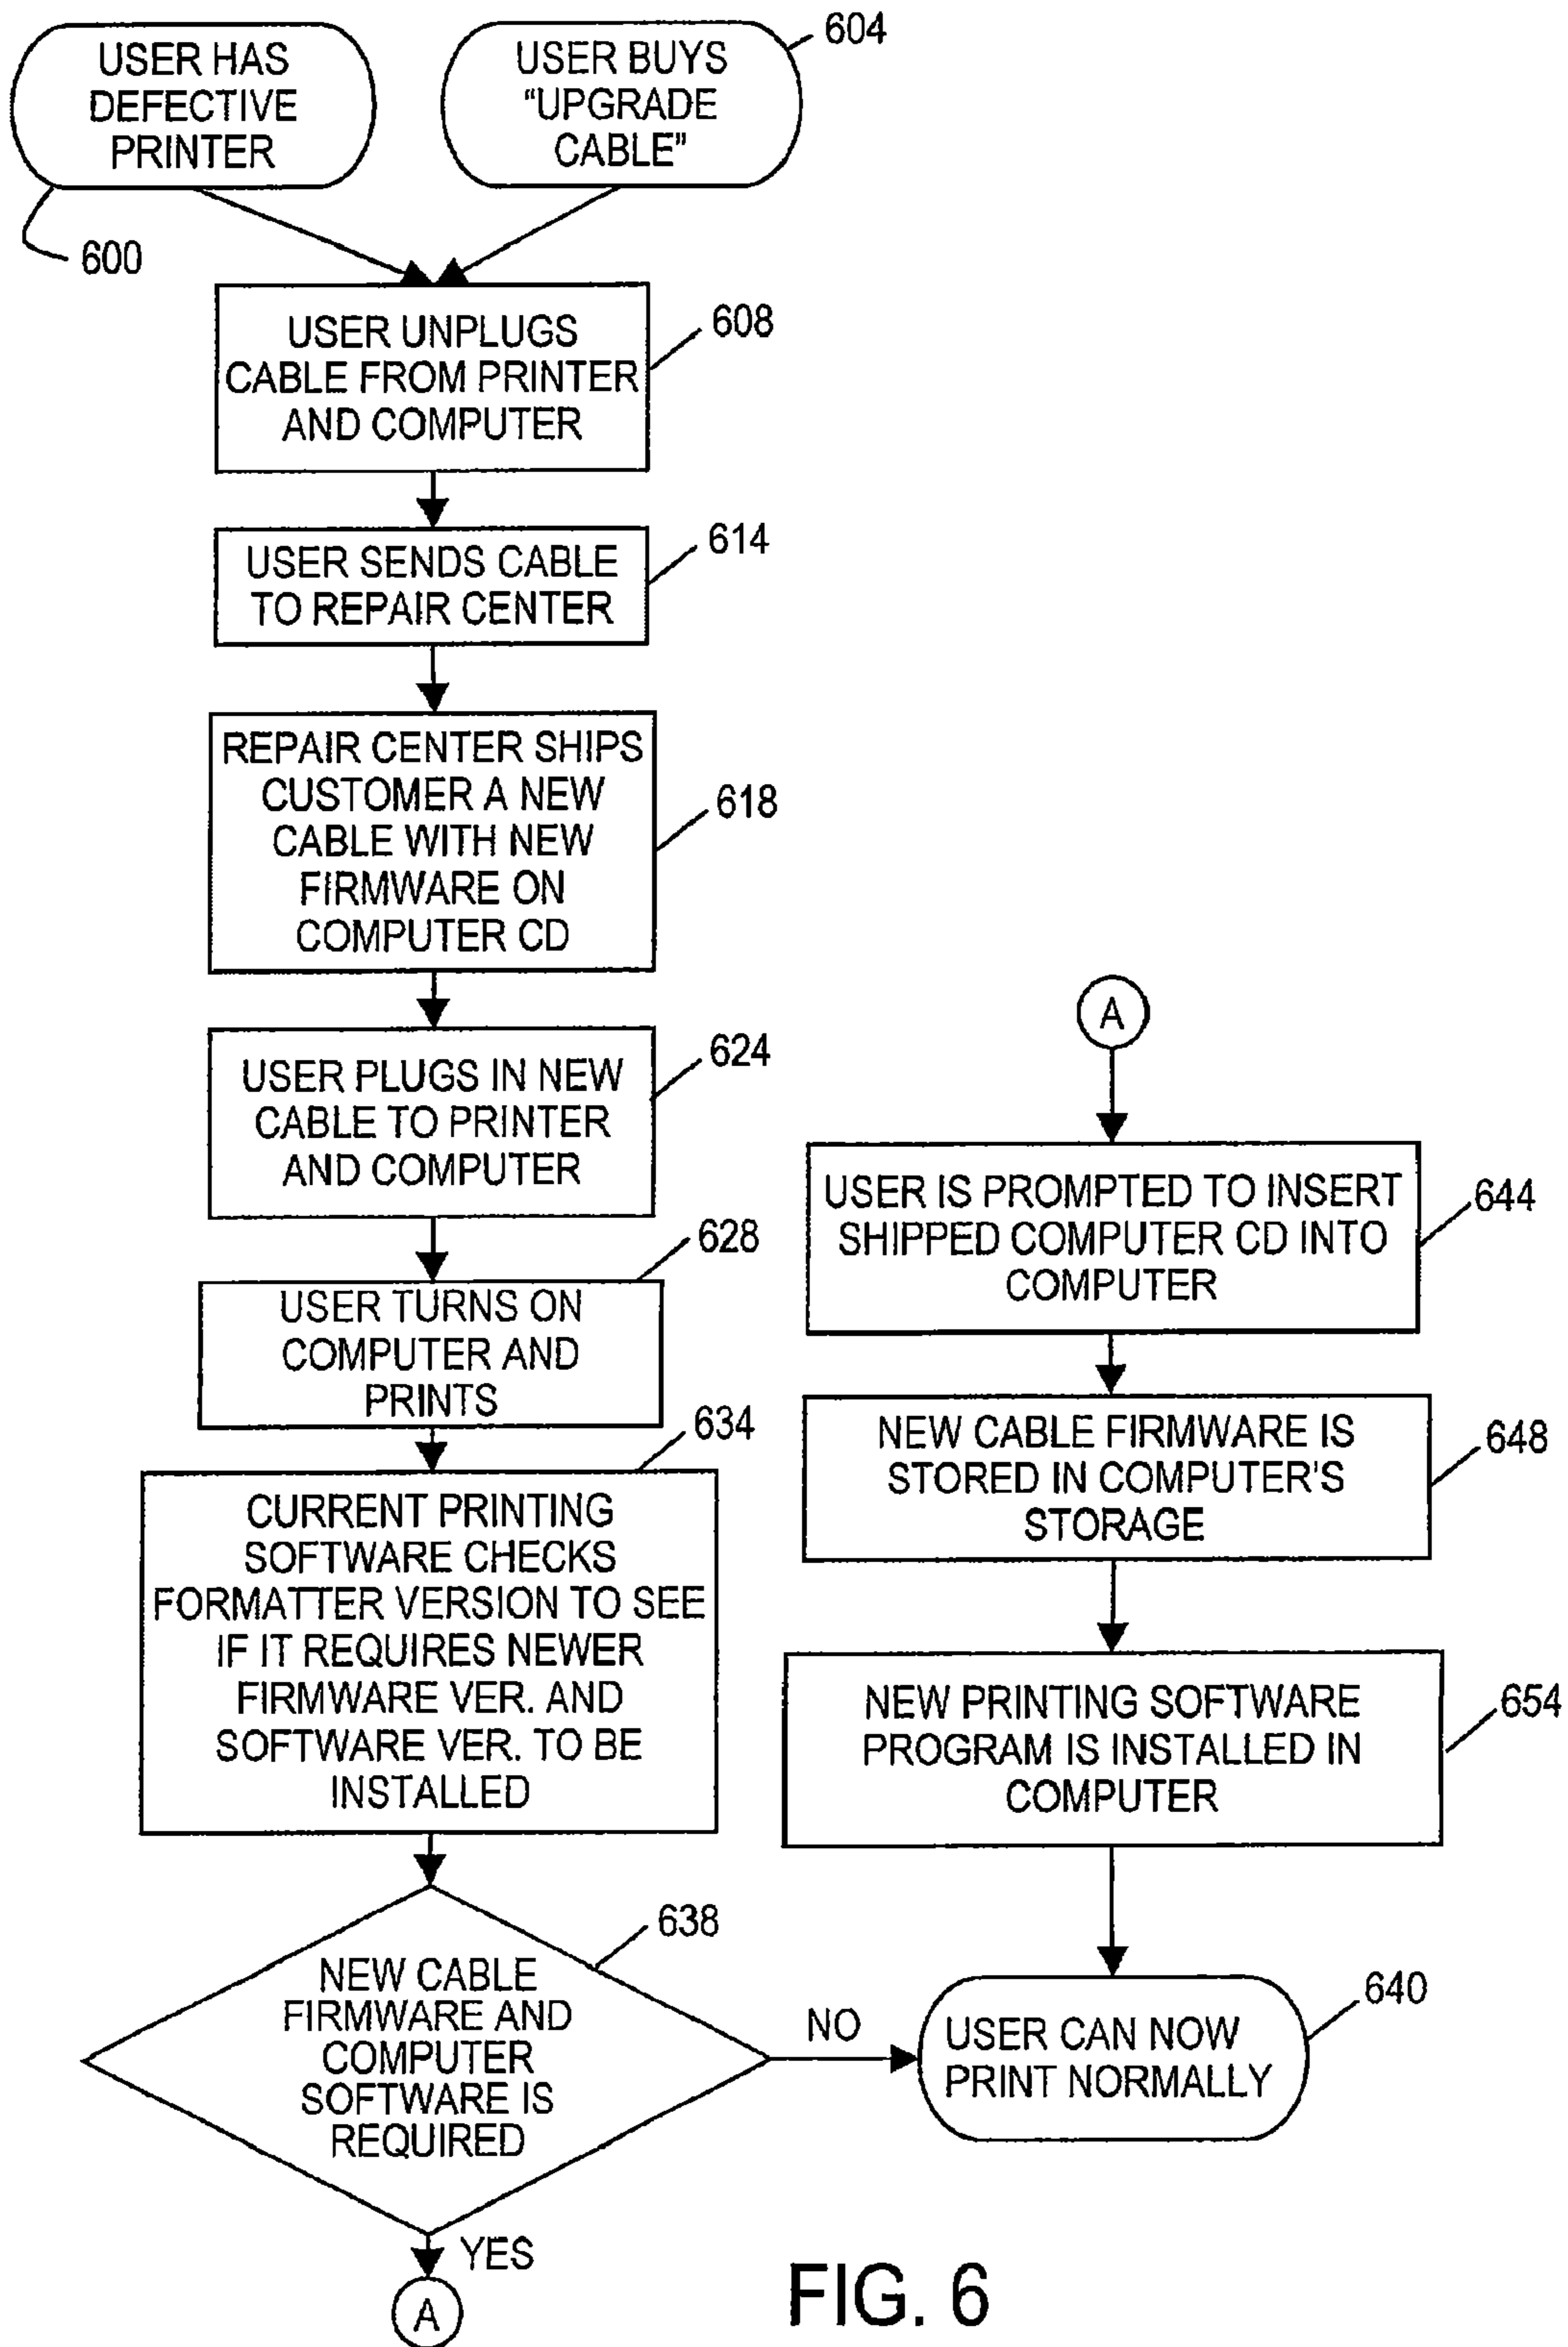 USER HAS
DEFECTIVE
PRINTER
600
USER BUYS
“UPGRADE
CABLE”
604
USER UNPLUGS
CABLE FROM PRINTER
AND COMPUTER
608
USER SENDS CABLE
TO REPAIR CENTER
614
REPAIR CENTER SHIPS
CUSTOMER A NEW
CABLE WITH NEW
FIRMWARE ON
COMPUTER CD
618
USER PLUGS IN NEW
CABLE TO PRINTER
AND COMPUTER
624
USER TURNS ON
COMPUTER AND
PRINTS
628
CURRENT PRINTING
SOFTWARE CHECKS
FORMATTER VERSION TO SEE
IF IT REQUIRES NEWER
FIRMWARE VER. AND
SOFTWARE VER. TO BE
INSTALLED
634
NEW CABLE
FIRMWARE AND
COMPUTER
SOFTWARE IS
REQUIRED
638
NO
YES
A
A
USER IS PROMPTED TO INSERT
SHIPPED COMPUTER CD INTO
COMPUTER
644
NEW CABLE FIRMWARE IS
STORED IN COMPUTER'S
STORAGE
648
NEW PRINTING SOFTWARE
PROGRAM IS INSTALLED IN
COMPUTER
654
USER CAN NOW
PRINT NORMALLY
640
FIG. 6